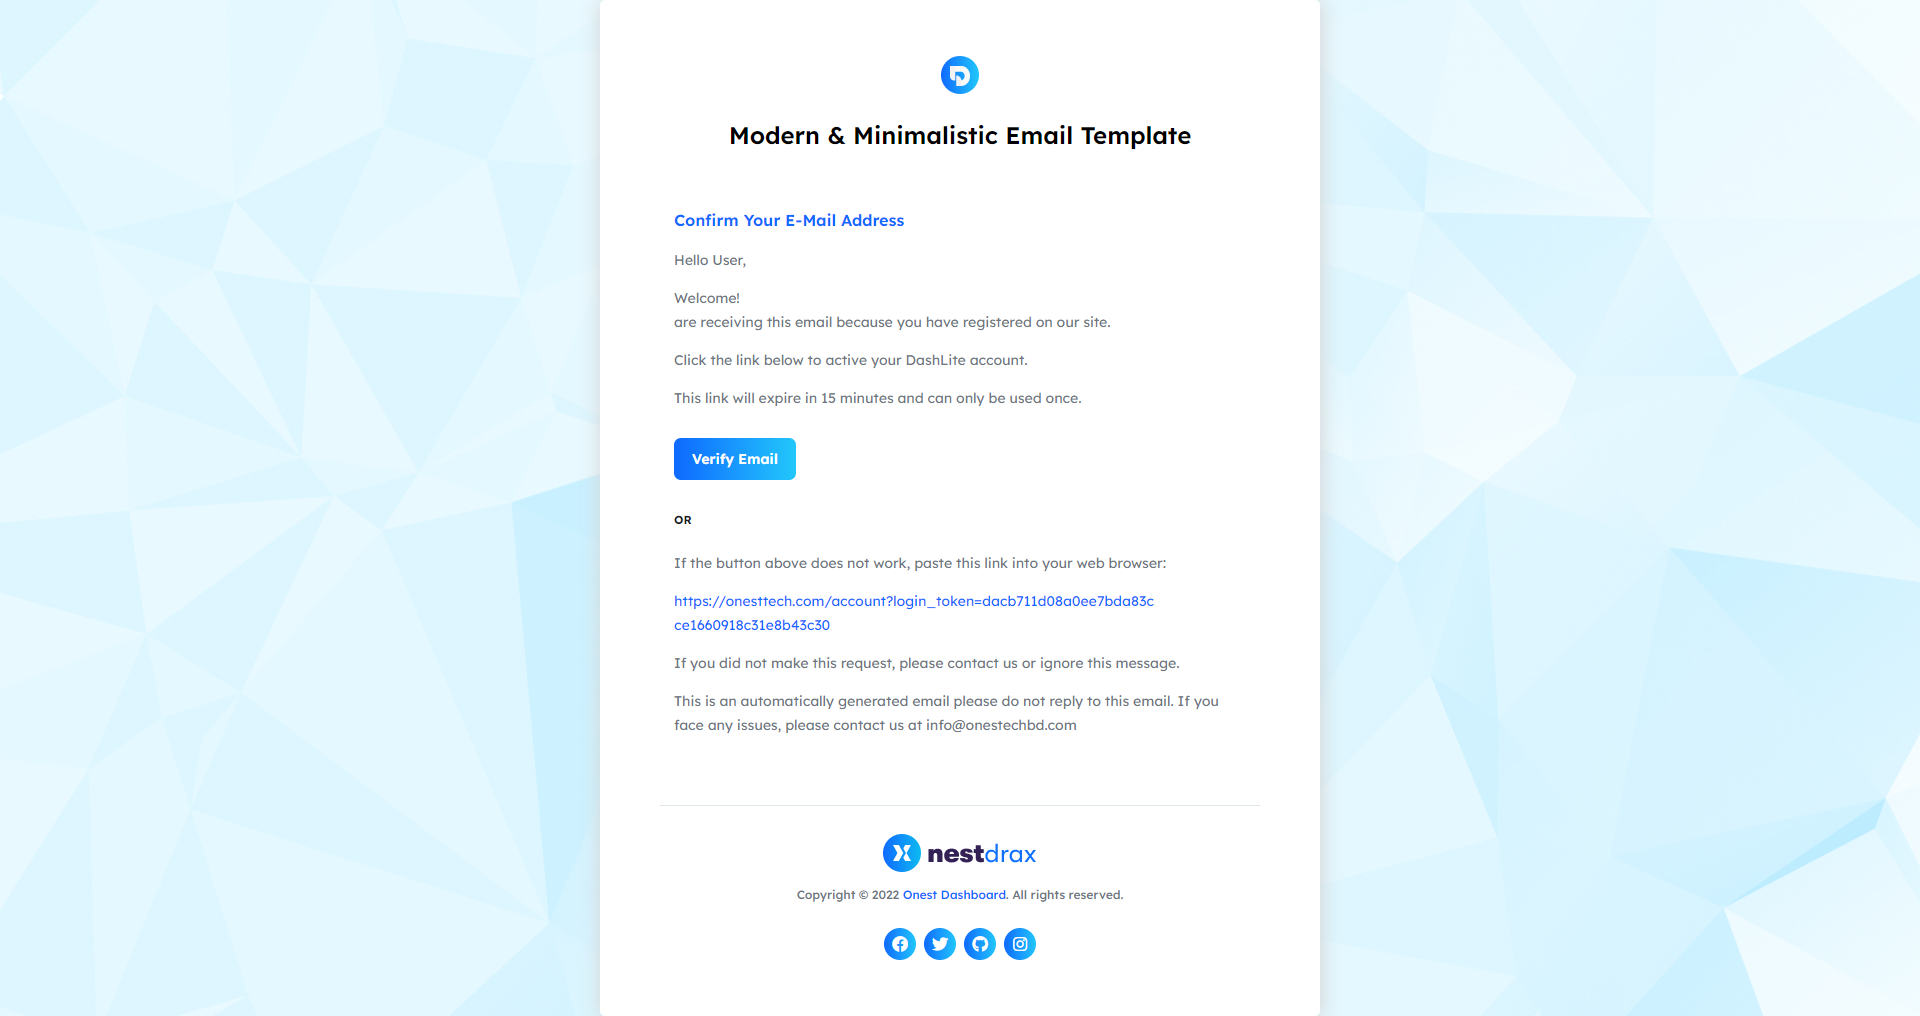 Modern & Minimalistic Email Template
Confirm Your E-Mail Address
Hello User,
Welcome!
are receiving this email because you have registered on our site.
Click the link below to active your DashLite account.
This link will expire in 15 minutes and can only be used once.
Verify Email
OR
If the button above does not work, paste this link into your web browser:
https://onesttech.com/account?login_token=dacb711d08a0ee7bda83c
ce1660918c31e8b43c30
If you did not make this request, please contact us or ignore this message.
This is an automatically generated email please do not reply to this email. If you
face any issues, please contact us at info@onestechbd.com
nestdrax
Copyright © 2022 Onest Dashboard. All rights reserved.